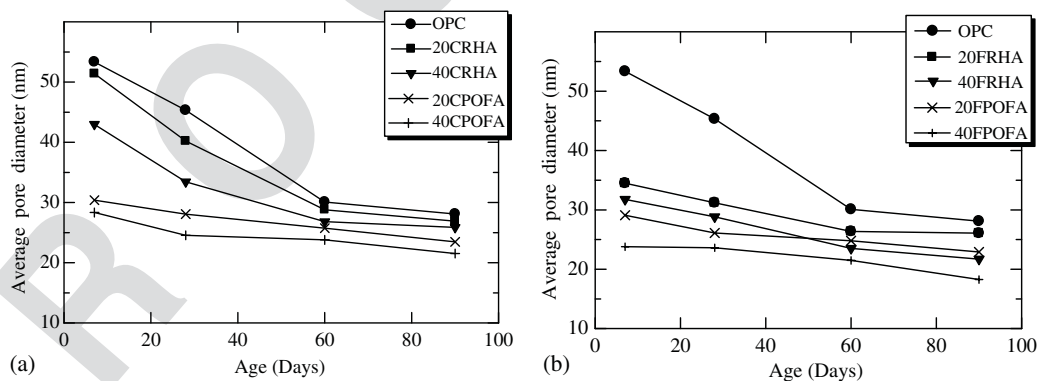 OPC
20CRHA
40CRHA
20CPOFA
40CPOFA
50
40
30
20
10
0 20 40 60 80 100
Average pore diameter (nm)
Age (Days)
(a)
OPC
20FRHA
40FRHA
20FPOFA
40FPOFA
50
40
30
20
10
0 20 40 60 80 100
Average pore diameter (nm)
Age (Days)
(b)
R O